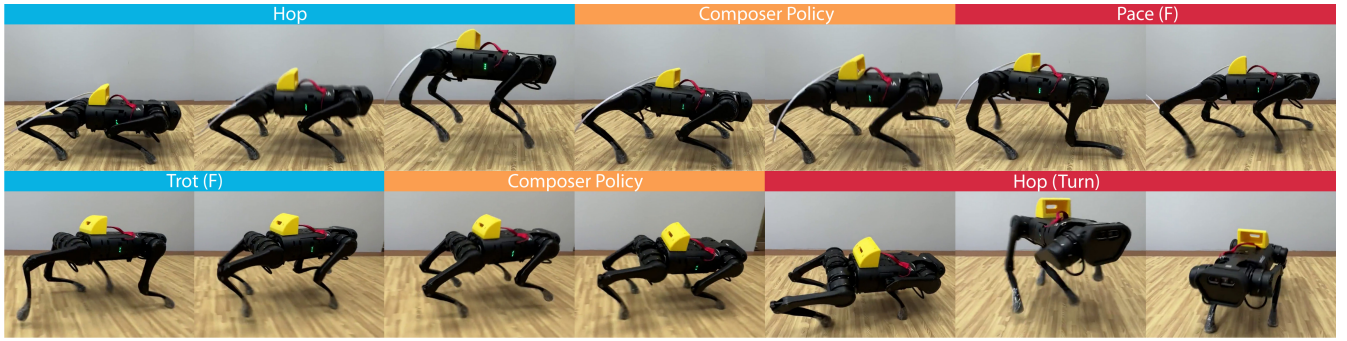 Hop
Composer Policy
Pace (F)
Trot (F)
Composer Policy
Hop (Turn)